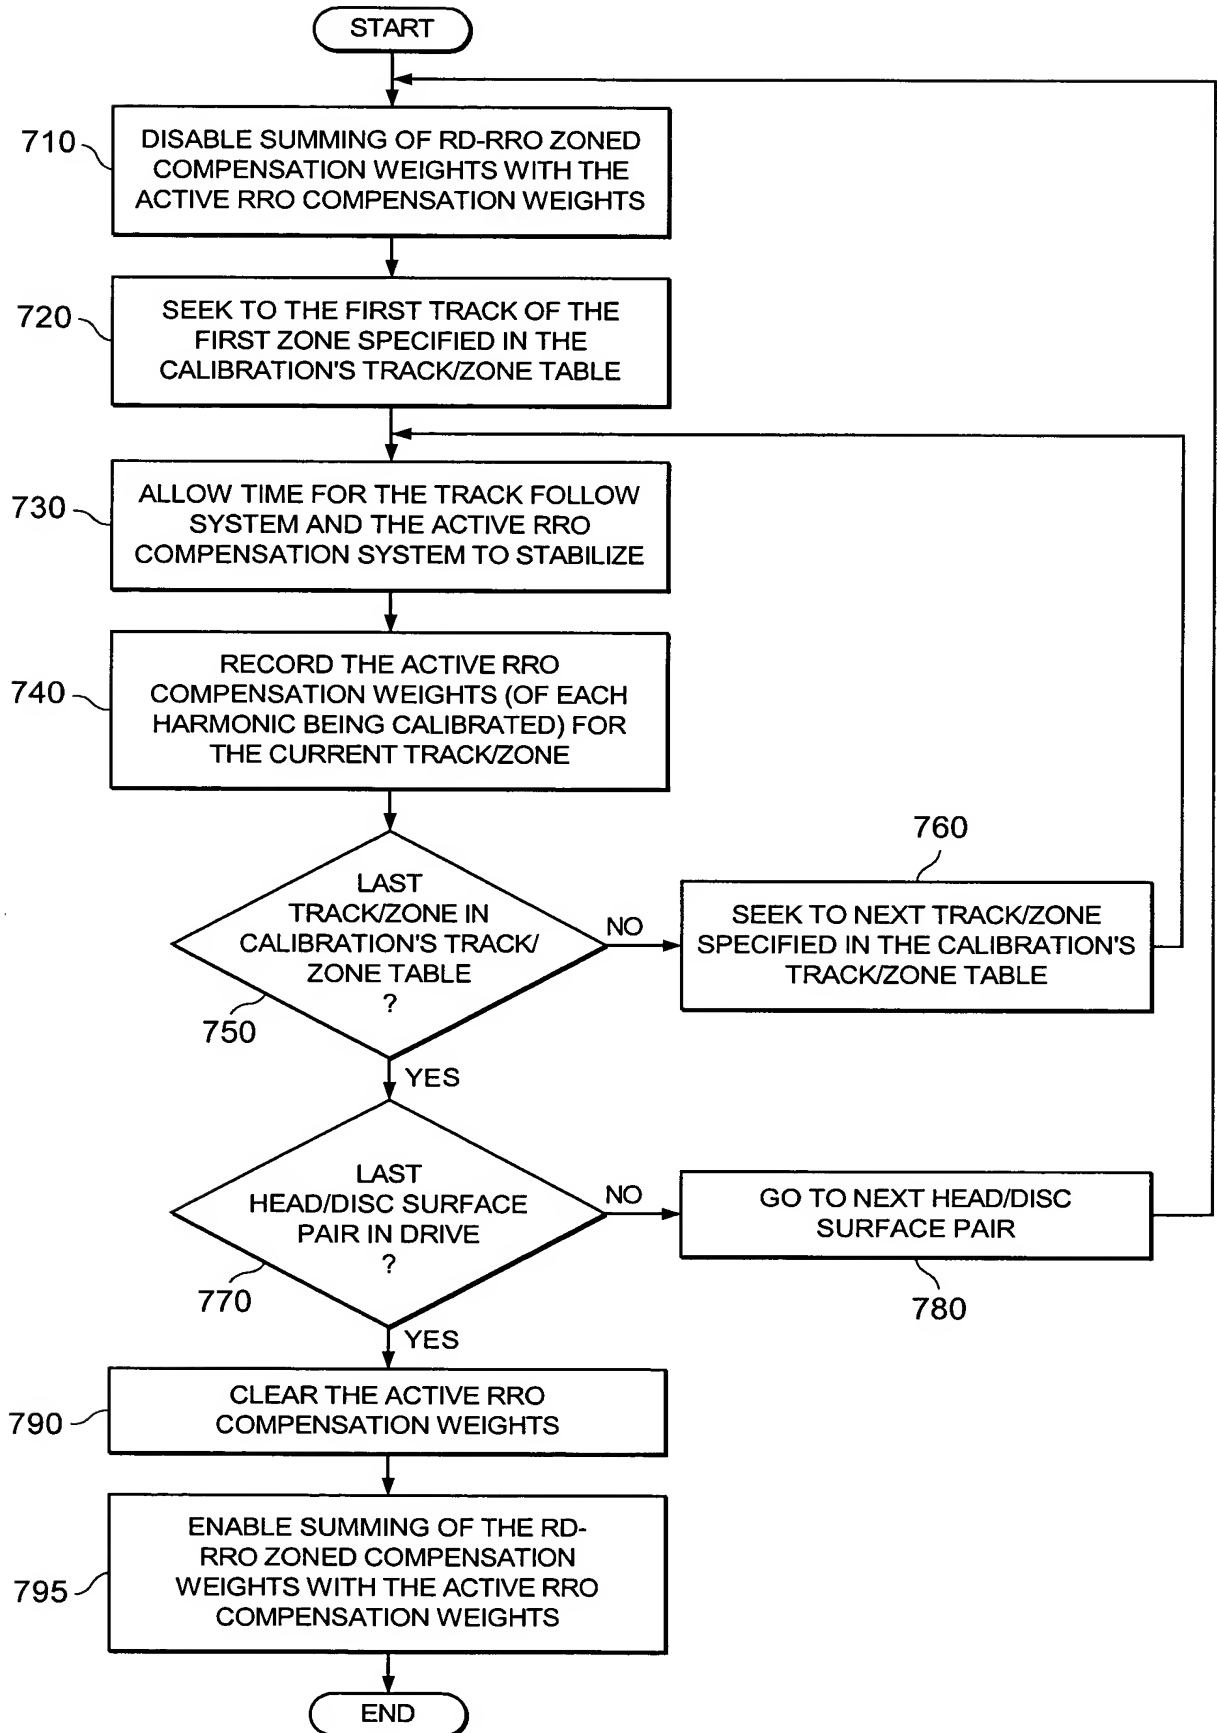 START
710
DISABLE SUMMING OF RD-RRO ZONED
COMPENSATION WEIGHTS WITH THE
ACTIVE RRO COMPENSATION WEIGHTS
720
SEEK TO THE FIRST TRACK OF THE
FIRST ZONE SPECIFIED IN THE
CALIBRATION'S TRACK/ZONE TABLE
730
ALLOW TIME FOR THE TRACK FOLLOW
SYSTEM AND THE ACTIVE RRO
COMPENSATION SYSTEM TO STABILIZE
740
RECORD THE ACTIVE RRO
COMPENSATION WEIGHTS (OF EACH
HARMONIC BEING CALIBRATED) FOR
THE CURRENT TRACK/ZONE
LAST
TRACK/ZONE IN
CALIBRATION'S TRACK/
ZONE TABLE
?
750
NO
760
SEEK TO NEXT TRACK/ZONE
SPECIFIED IN THE CALIBRATION'S
TRACK/ZONE TABLE
YES
LAST
HEAD/DISC SURFACE
PAIR IN DRIVE
?
770
NO
GO TO NEXT HEAD/DISC
SURFACE PAIR
780
YES
790
CLEAR THE ACTIVE RRO
COMPENSATION WEIGHTS
795
ENABLE SUMMING OF THE RD-
RRO ZONED COMPENSATION
WEIGHTS WITH THE ACTIVE RRO
COMPENSATION WEIGHTS
END